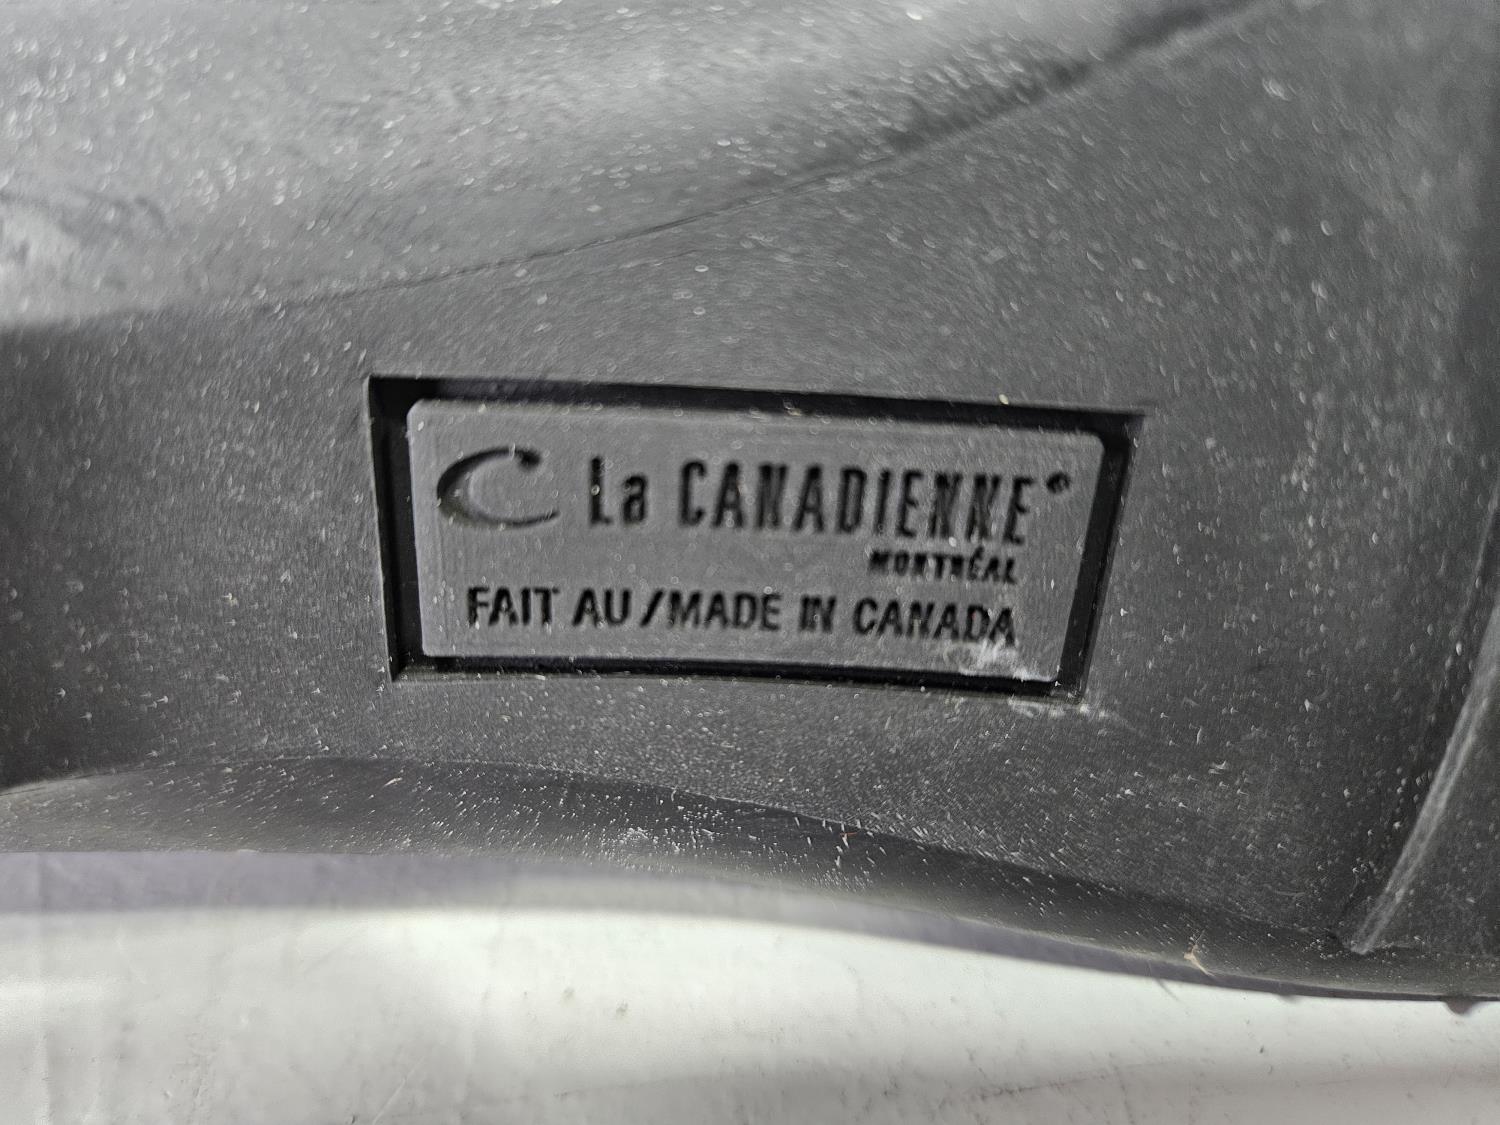 La CANADIENNE®
MONTRÉAL
FAIT AU / MADE IN CANADA